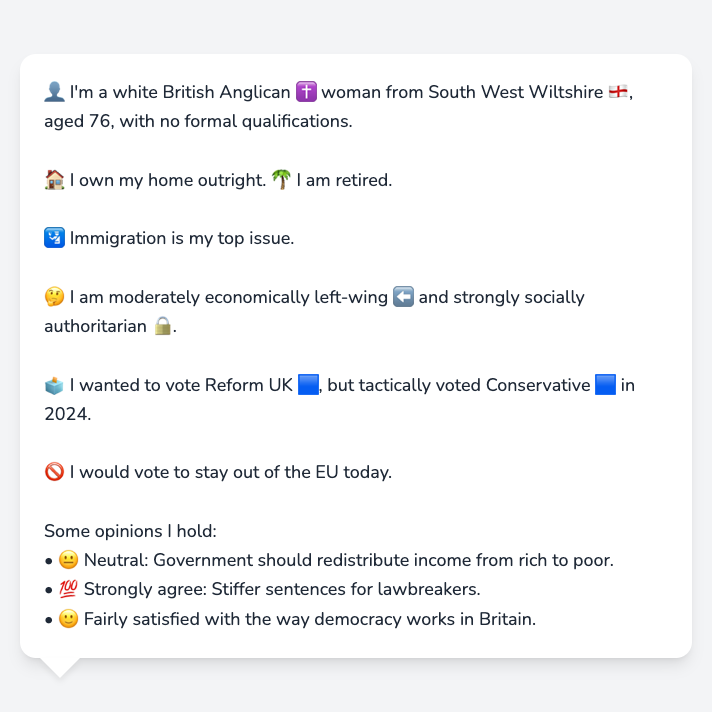 👤 I'm a white British Anglican ✝️ woman from South West Wiltshire 🏴󠁧󠁢󠁥󠁮󠁧󠁿,
aged 76, with no formal qualifications.
🏠 I own my home outright. 🌴 I am retired.
🛂 Immigration is my top issue.
🤔 I am moderately economically left-wing ⬅️ and strongly socially
authoritarian 🔒.
🗳️ I wanted to vote Reform UK 🟦, but tactically voted Conservative 🟦 in
2024.
🚫 I would vote to stay out of the EU today.
Some opinions I hold:
• 😐 Neutral: Government should redistribute income from rich to poor.
• 💯 Strongly agree: Stiffer sentences for lawbreakers.
• 🙂 Fairly satisfied with the way democracy works in Britain.